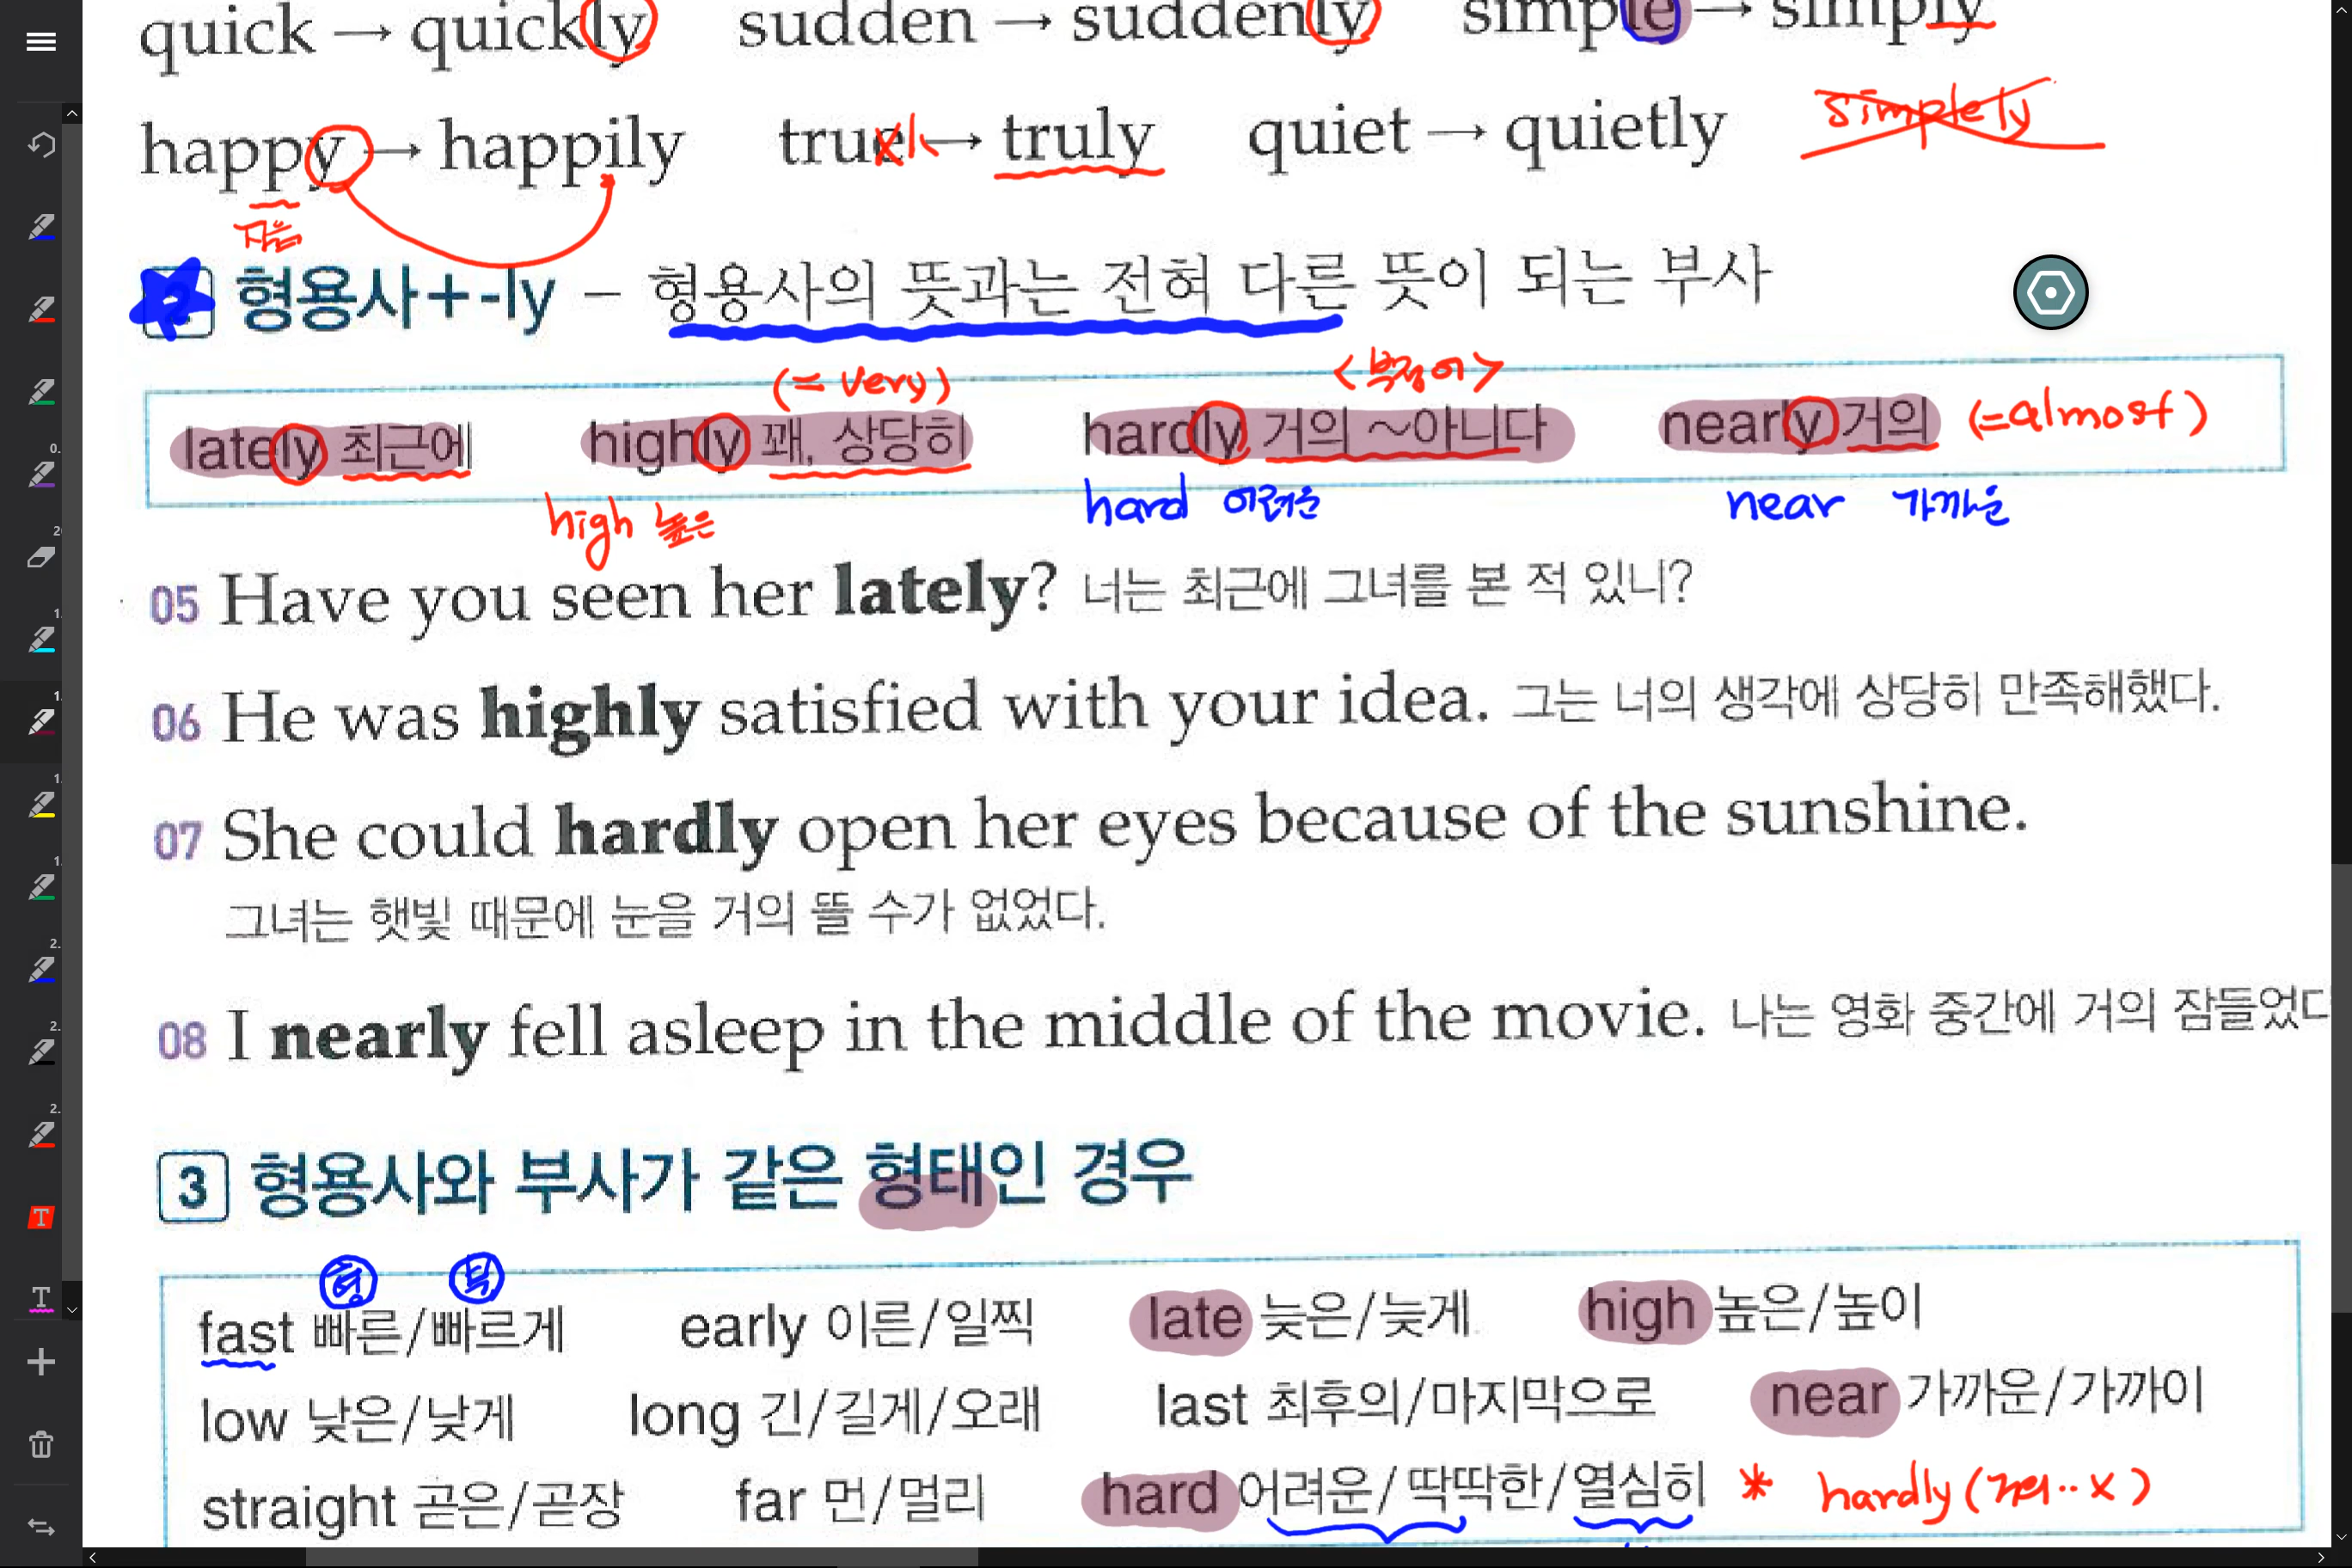 quick → quickly sudden → suddenly simple → simply
happy → happily true → truly quiet → quietly simplely
자음
2 형용사+-ly – 형용사의 뜻과는 전혀 다른 뜻이 되는 부사
(= very) <부정어>
lately 최근에 highly 꽤, 상당히 hardly 거의 ~아니다 nearly 거의 (=almost)
high 높은 hard 어려운 near 가까운
05 Have you seen her lately? 너는 최근에 그녀를 본 적 있니?
06 He was highly satisfied with your idea. 그는 너의 생각에 상당히 만족해했다.
07 She could hardly open her eyes because of the sunshine.
그녀는 햇빛 때문에 눈을 거의 뜰 수가 없었다.
08 I nearly fell asleep in the middle of the movie. 나는 영화 중간에 거의 잠들었다
3 형용사와 부사가 같은 형태인 경우
형 부
fast 빠른/빠르게 early 이른/일찍 late 늦은/늦게 high 높은/높이
low 낮은/낮게 long 긴/길게/오래 last 최후의/마지막으로 near 가까운/가까이
straight 곧은/곧장 far 먼/멀리 hard 어려운/딱딱한/열심히 * hardly (거의..x)